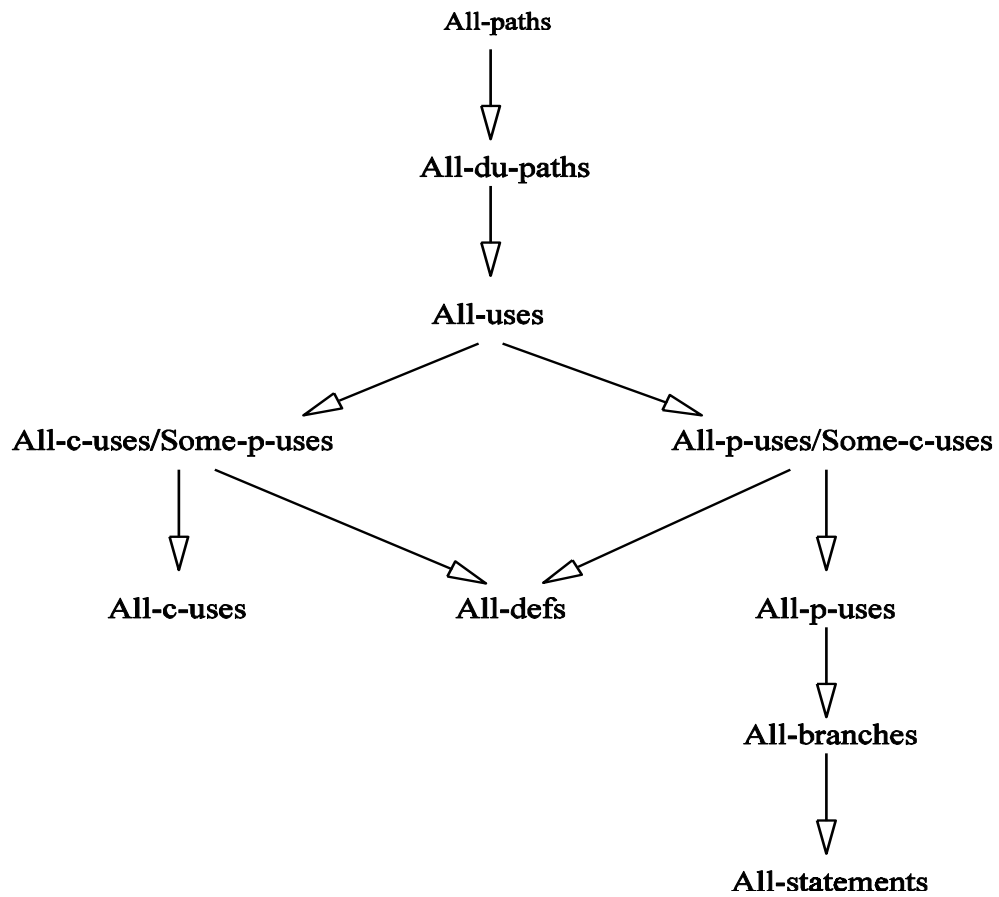 All-paths
All-du-paths
All-uses
All-c-uses/Some-p-uses
All-p-uses/Some-c-uses
All-c-uses
All-defs
All-p-uses
All-branches
All-statements